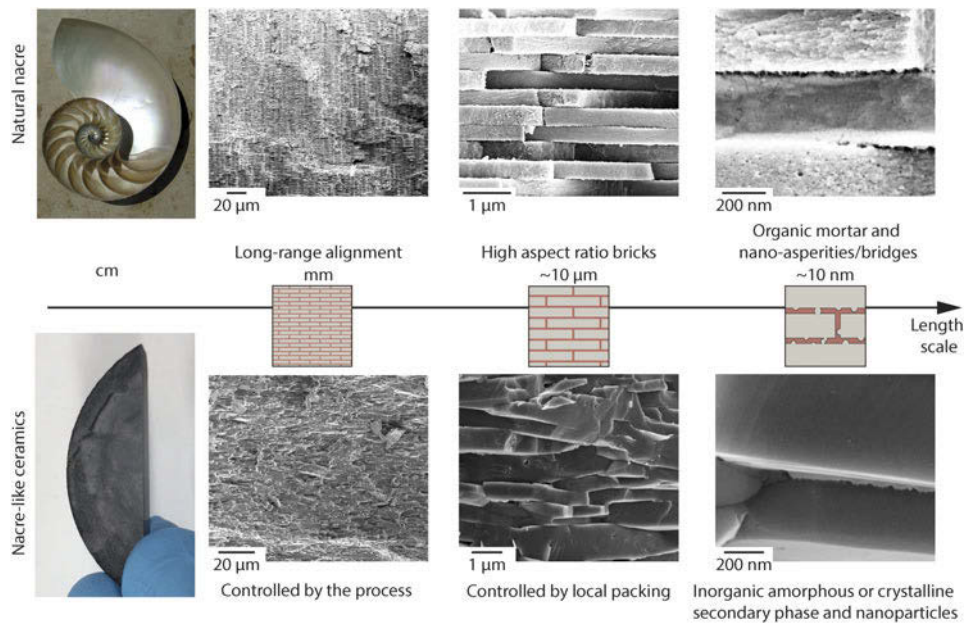 Natural nacre
20 μm
1 μm
200 nm
cm
Long-range alignment
mm
High aspect ratio bricks
~10 μm
Organic mortar and
nano-asperities/bridges
~10 nm
Length
scale
Nacre-like ceramics
20 μm
1 μm
200 nm
Controlled by the process
Controlled by local packing
Inorganic amorphous or crystalline
secondary phase and nanoparticles